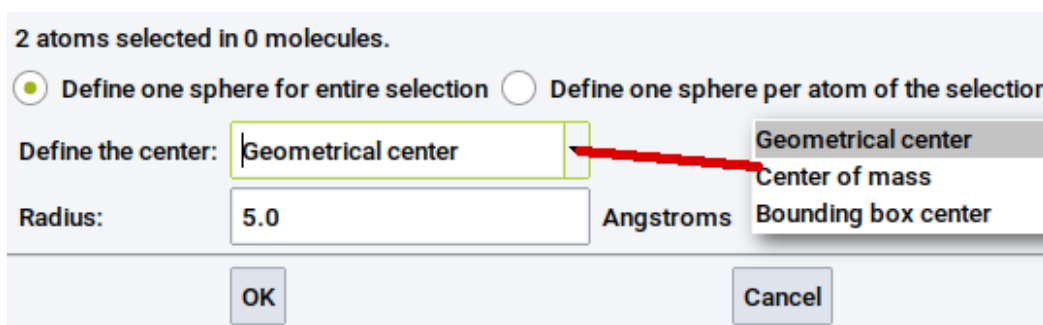 2 atoms selected in 0 molecules.
Define one sphere for entire selection Define one sphere per atom of the selection
Define the center: Geometrical center
Geometrical center
Center of mass
Bounding box center
Radius: 5.0 Angstroms
OK Cancel